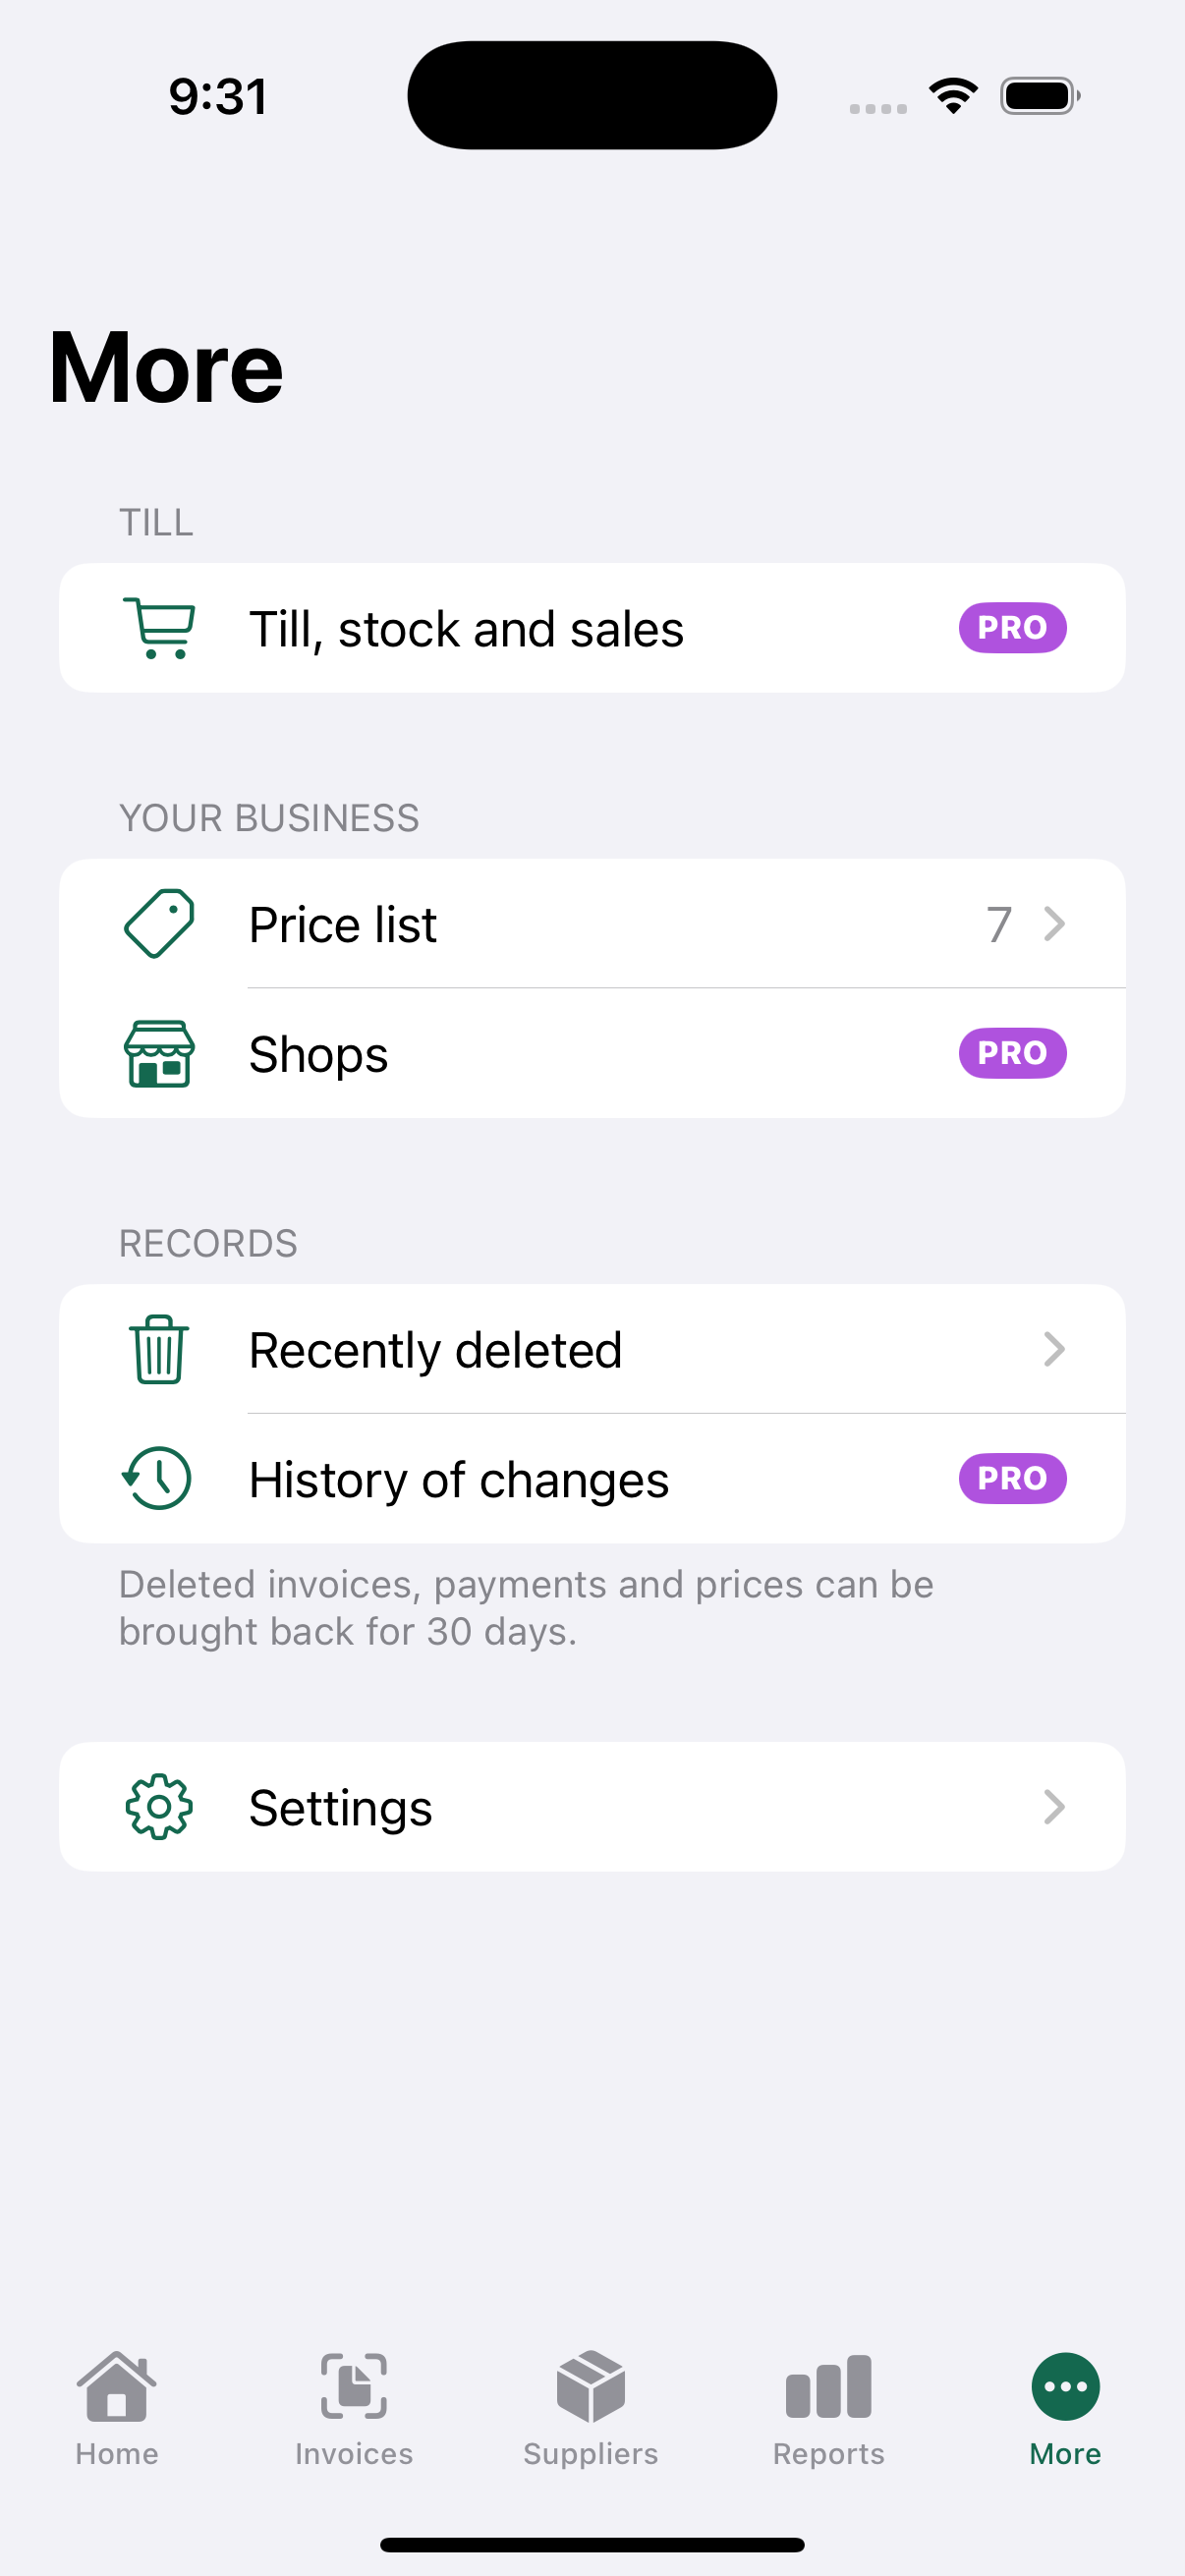 9:31
More
TILL
Till, stock and sales PRO
YOUR BUSINESS
Price list 7
Shops PRO
RECORDS
Recently deleted
History of changes PRO
Deleted invoices, payments and prices can be
brought back for 30 days.
Settings
Home Invoices Suppliers Reports More